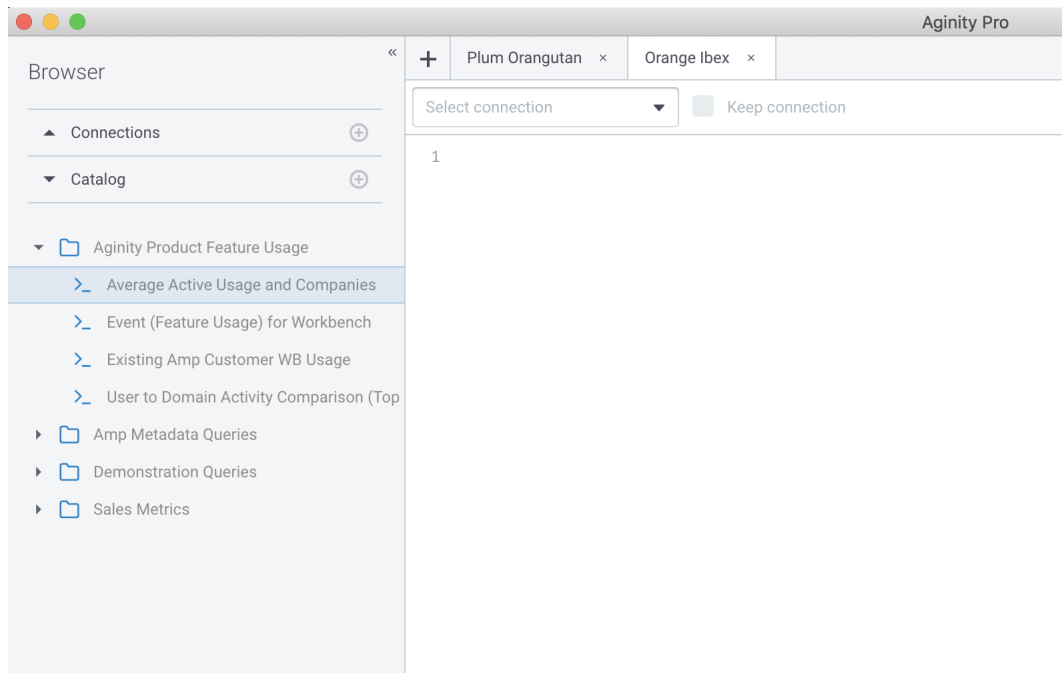 Aginity Pro
Browser
«
Plum Orangutan ×
Orange Ibex ×
Select connection
Keep connection
Connections
Catalog
1
Aginity Product Feature Usage
Average Active Usage and Companies
Event (Feature Usage) for Workbench
Existing Amp Customer WB Usage
User to Domain Activity Comparison (Top
Amp Metadata Queries
Demonstration Queries
Sales Metrics